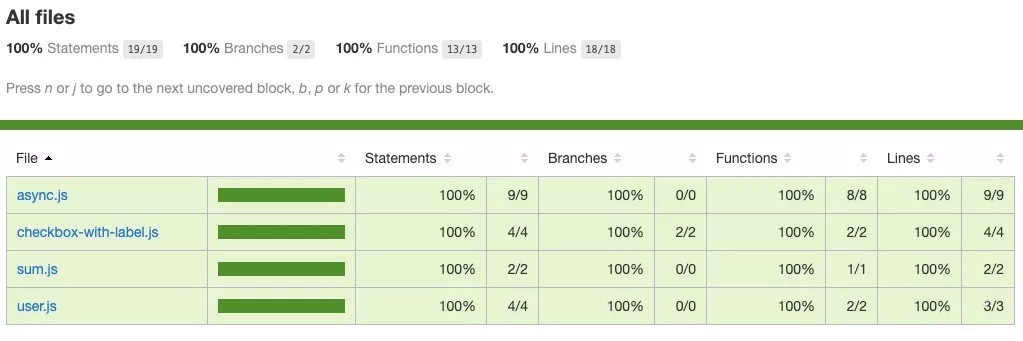 All files
100% Statements 19/19 100% Branches 2/2 100% Functions 13/13 100% Lines 18/18
Press n or j to go to the next uncovered block, b, p or k for the previous block.
File Statements Branches Functions Lines
async.js 100% 9/9 100% 0/0 100% 8/8 100% 9/9
checkbox-with-label.js 100% 4/4 100% 2/2 100% 2/2 100% 4/4
sum.js 100% 2/2 100% 0/0 100% 1/1 100% 2/2
user.js 100% 4/4 100% 0/0 100% 2/2 100% 3/3